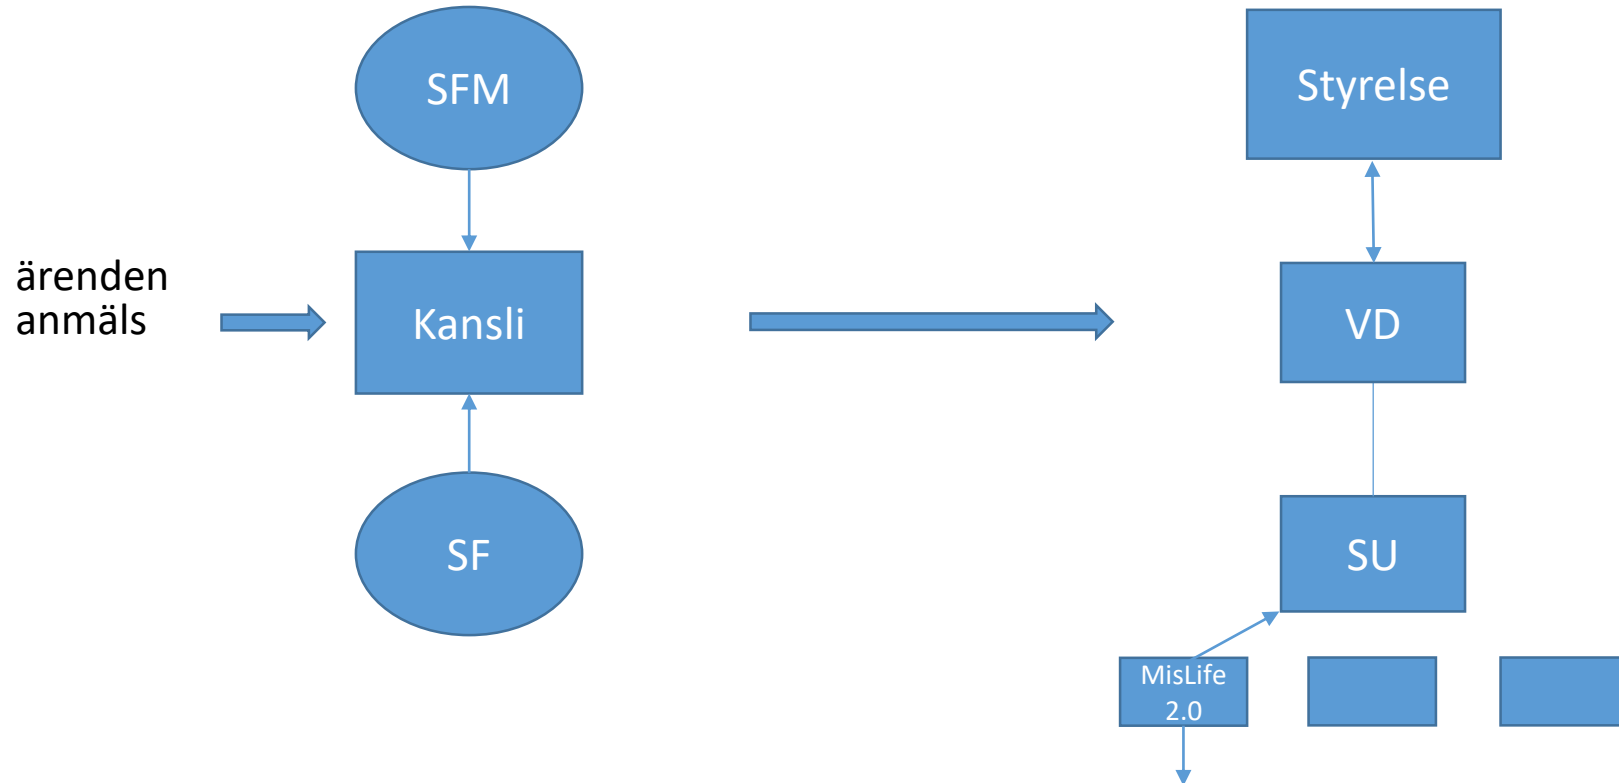 SFM
Styrelse
ärenden
anmäls
Kansli
VD
SF
SU
MisLife
2.0